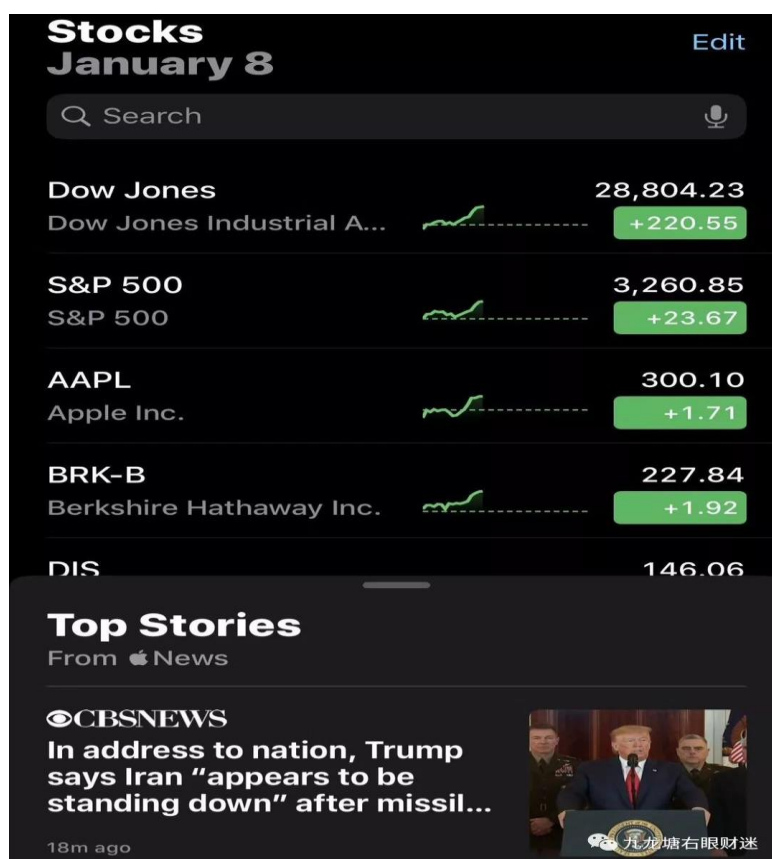 Stocks
January 8
Edit
Search
Dow Jones
28,804.23
Dow Jones Industrial A...
+220.55
S&P 500
3,260.85
S&P 500
+23.67
AAPL
300.10
Apple Inc.
+1.71
BRK-B
227.84
Berkshire Hathaway Inc.
+1.92
DIS
146.06
Top Stories
From News
CBSNEWS
In address to nation, Trump
says Iran “appears to be
standing down” after missil...
18m ago
九龙塘右眼财迷